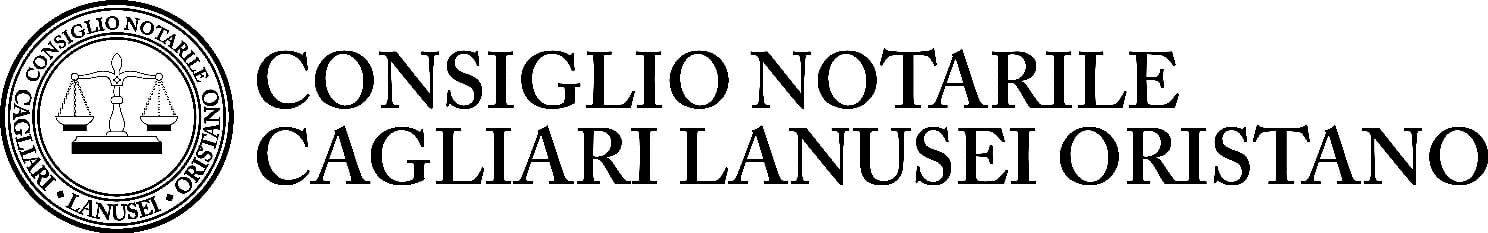 CONSIGLIO NOTARILE
CAGLIARI • LANUSEI • ORISTANO
CONSIGLIO NOTARILE
CAGLIARI LANUSEI ORISTANO